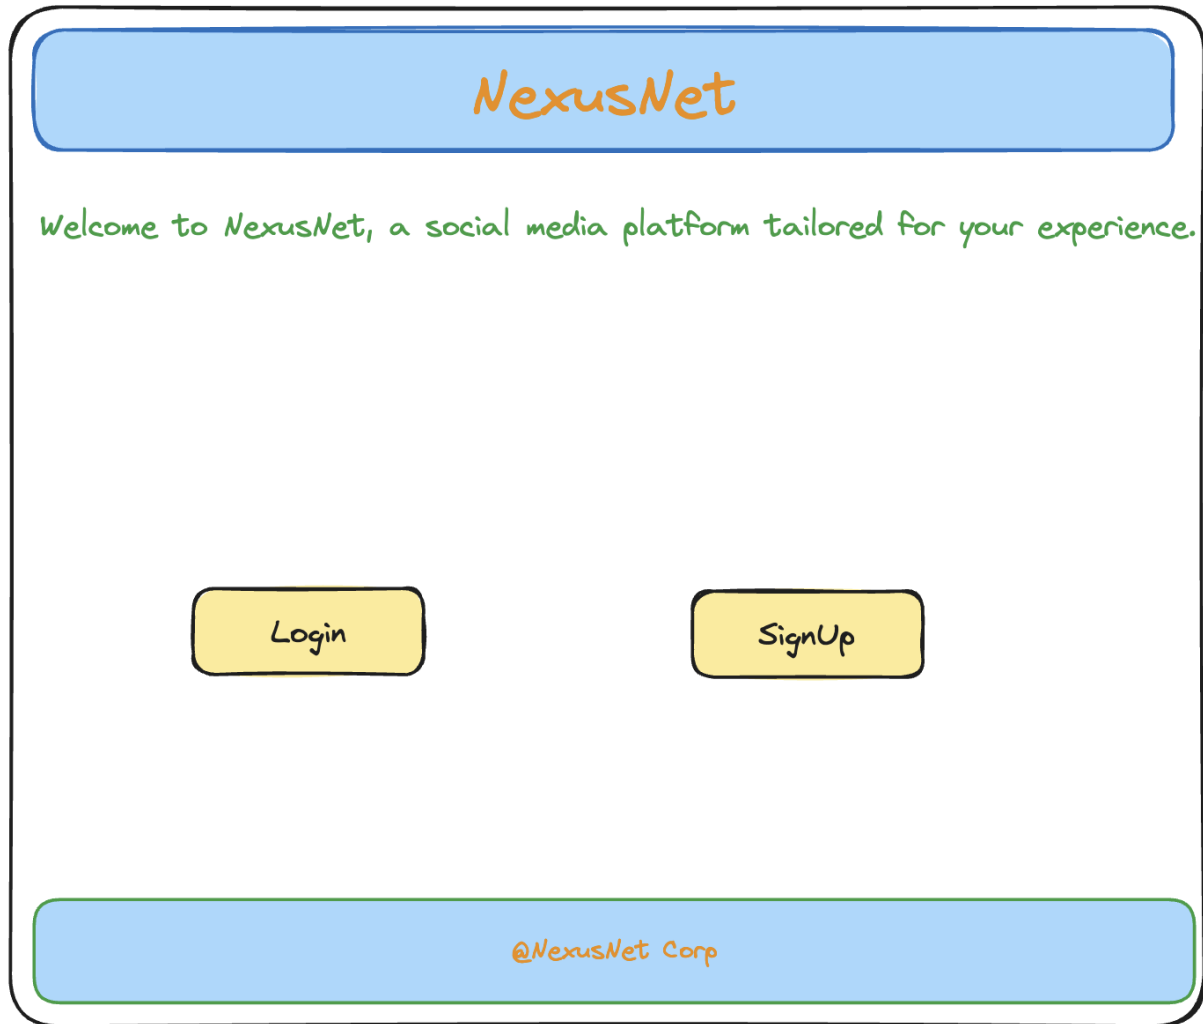 NexusNet
Welcome to NexusNet, a social media platform tailored for your experience.
Login
SignUp
@NexusNet Corp